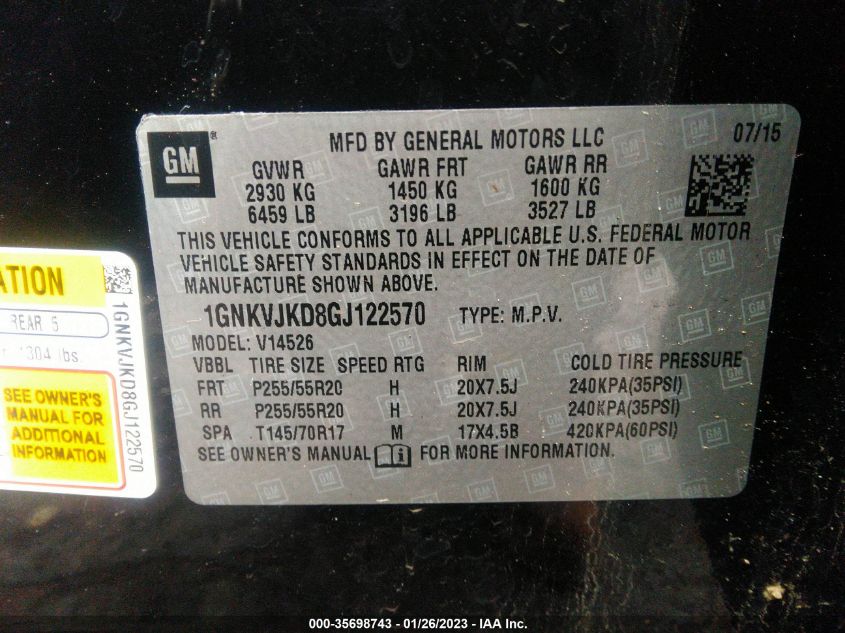 GM
®
MFD BY GENERAL MOTORS LLC 07/15
GVWR GAWR FRT GAWR RR
2930 KG 1450 KG 1600 KG
6459 LB 3196 LB 3527 LB
THIS VEHICLE CONFORMS TO ALL APPLICABLE U.S. FEDERAL MOTOR
VEHICLE SAFETY STANDARDS IN EFFECT ON THE DATE OF
MANUFACTURE SHOWN ABOVE.
1GNKVJKD8GJ122570 TYPE: M.P.V.
MODEL: V14526
VBBL TIRE SIZE SPEED RTG RIM COLD TIRE PRESSURE
FRT P255/55R20 H 20X7.5J 240KPA(35PSI)
RR P255/55R20 H 20X7.5J 240KPA(35PSI)
SPA T145/70R17 M 17X4.5B 420KPA(60PSI)
SEE OWNER'S MANUAL FOR MORE INFORMATION.
ATION
REAR 5
1304 lbs.
SEE OWNER'S
MANUAL FOR
ADDITIONAL
INFORMATION
1GNKVJKD8GJ122570
000-35698743 - 01/26/2023 - IAA Inc.